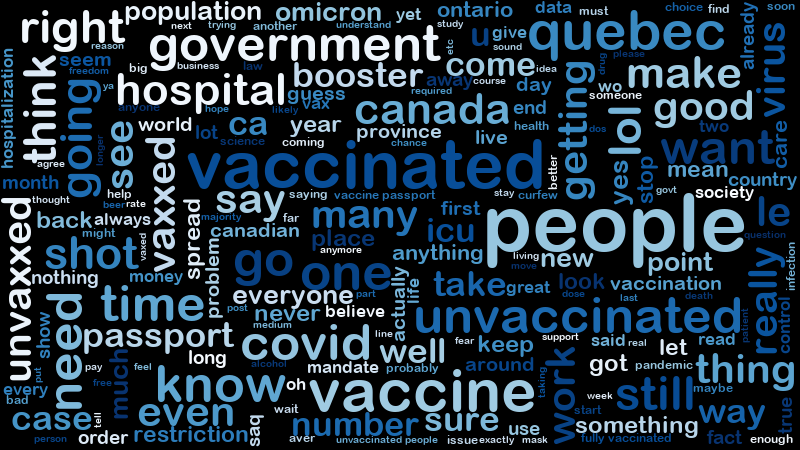 right
population
next
trying
another
omicron
understand
yet
study
ontario
data
must
choice
find
soon
reason
think
seem
freedom
government
big
business
law
booster
u
give
sound
etc
quebec
already
virus
hospitalization
going
ya
hospital
guess
away
come
course
idea
please
drug
make
anyone
hope
likely
vax
required
day
wo
someone
getting
lol
good
see
world
lot
ca
year
canada
end
science
coming
province
chance
live
health
dos
two
agree
longer
vaxxed
vaccinated
better
yes
stop
want
care
month
thought
help
beer
rate
say
saying
vaccine passport
stay
curfew
mean
govt
country
society
unvaxxed
back
always
majority
far
many
first
people
le
might
vaxed
spread
canadian
place
icu
question
shot
problem
anymore
anything
living
new
point
really
infection
nothing
money
go
one
actually
life
move
look
vaccination
take
great
dose
last
death
control
time
everyone
part
need
show
post
never
believe
unvaccinated
patient
passport
medium
line
fear
support
said
real
read
put
much
pay
long
covid
well
keep
let
feel
mandate
probably
around
got
pandemic
thing
every
bad
free
know
alcohol
oh
vaccine
taking
work
week
still
maybe
case
tell
even
wait
number
sure
start
way
true
order
restriction
saq
use
something
person
aver
unvaccinated people
issue
exactly
mask
fully vaccinated
fact
enough